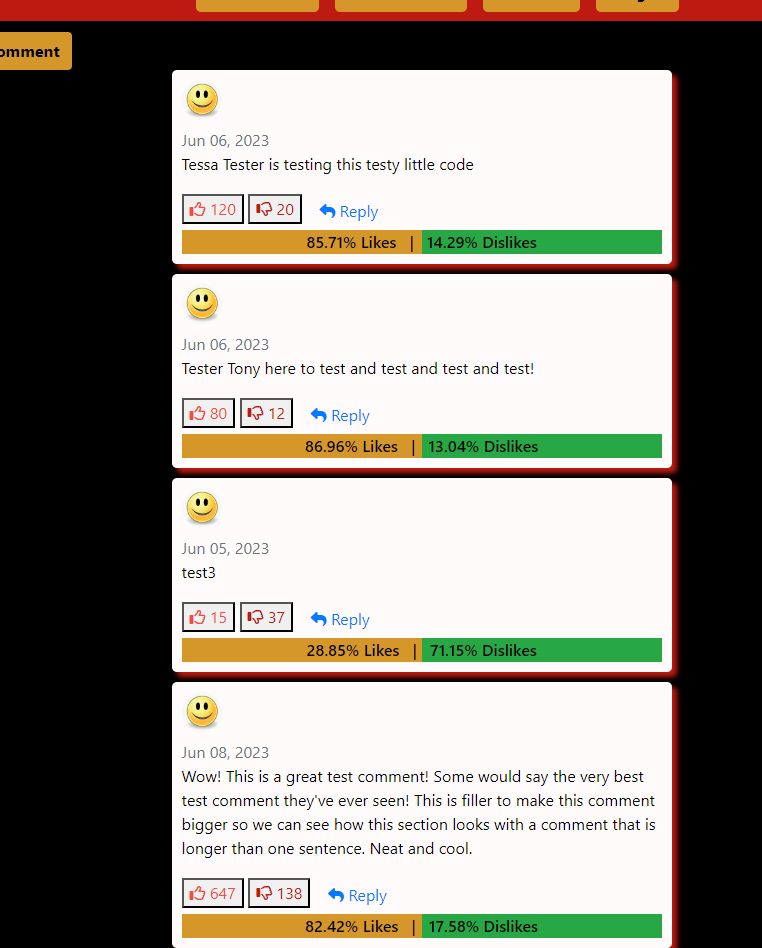 omment
Jun 06, 2023
Tessa Tester is testing this testy little code
120 20 Reply
85.71% Likes | 14.29% Dislikes
Jun 06, 2023
Tester Tony here to test and test and test and test!
80 12 Reply
86.96% Likes | 13.04% Dislikes
Jun 05, 2023
test3
15 37 Reply
28.85% Likes | 71.15% Dislikes
Jun 08, 2023
Wow! This is a great test comment! Some would say the very best
test comment they've ever seen! This is filler to make this comment
bigger so we can see how this section looks with a comment that is
longer than one sentence. Neat and cool.
647 138 Reply
82.42% Likes | 17.58% Dislikes